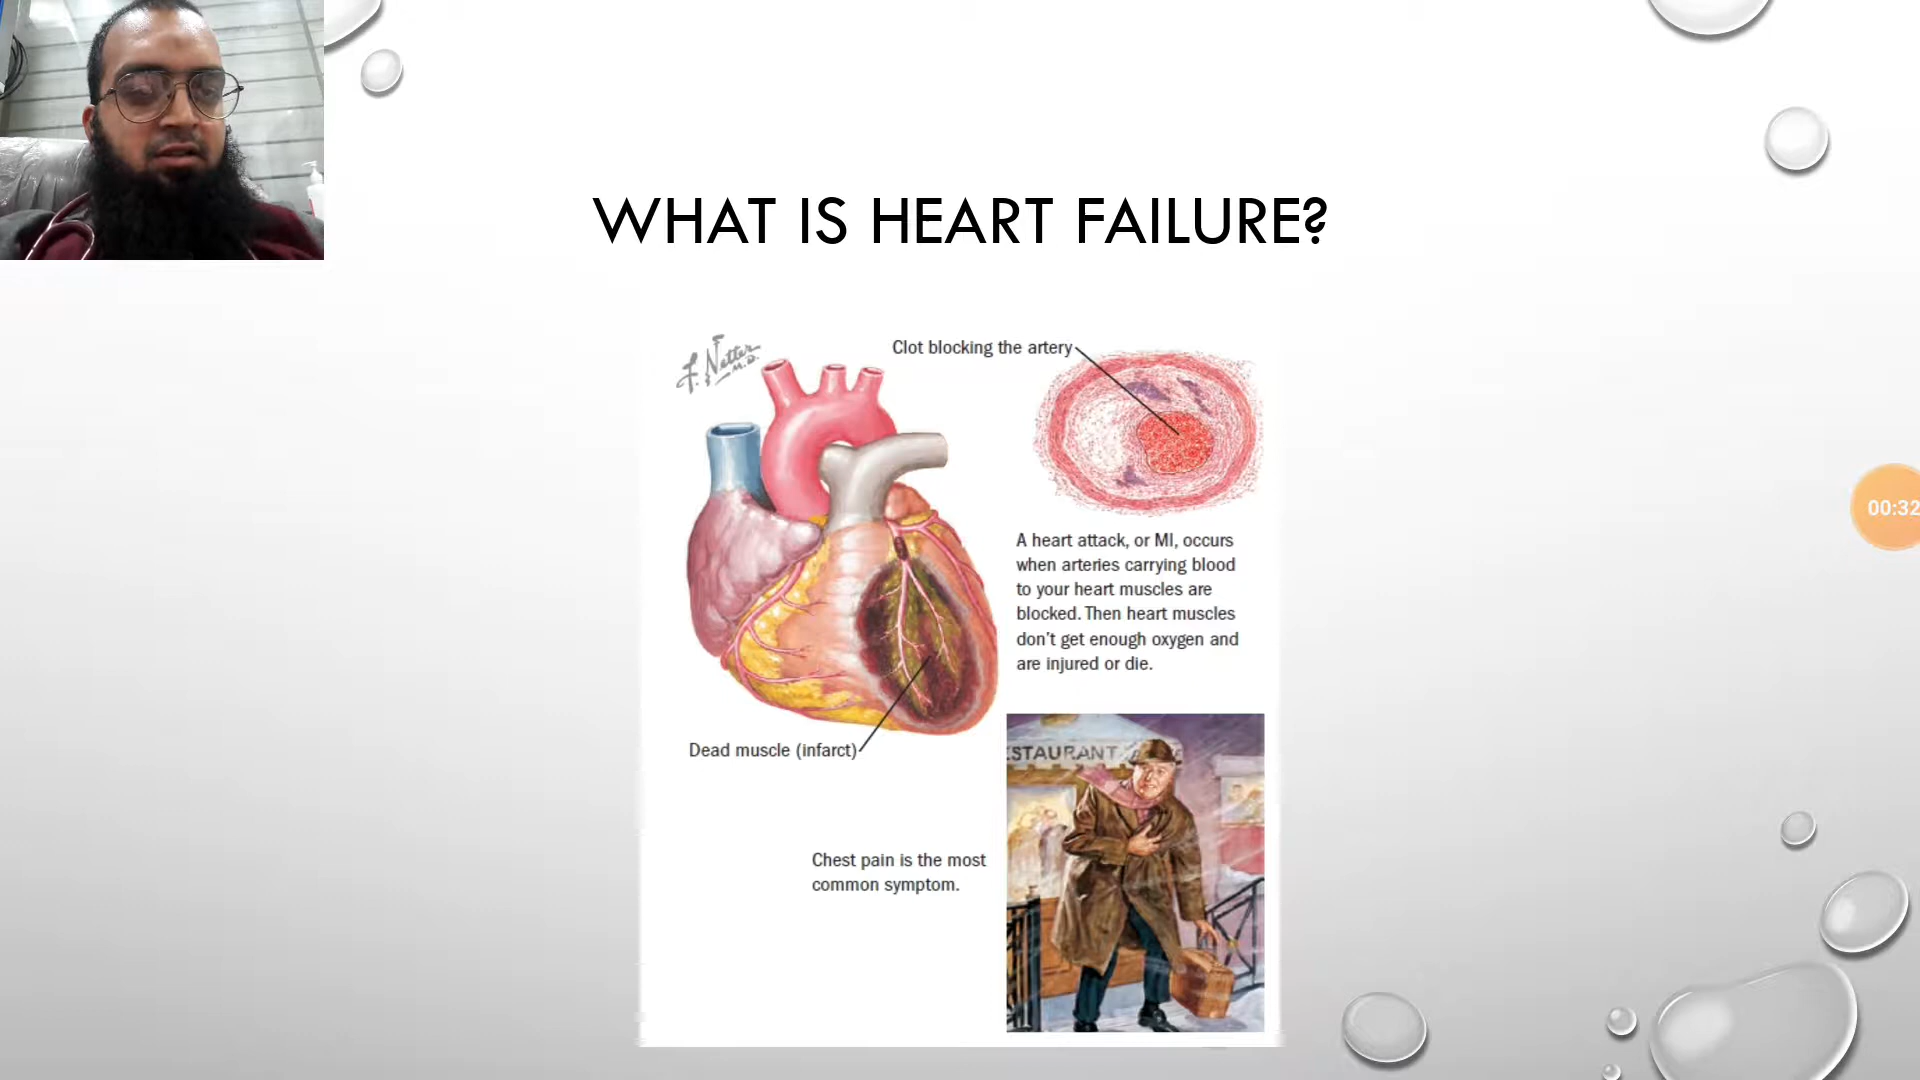 WHAT IS HEART FAILURE?
F. Netter
M.D.
Clot blocking the artery
A heart attack, or MI, occurs
when arteries carrying blood
to your heart muscles are
blocked. Then heart muscles
don't get enough oxygen and
are injured or die.
00:32
Dead muscle (infarct)
ESTAURANT
Chest pain is the most
common symptom.